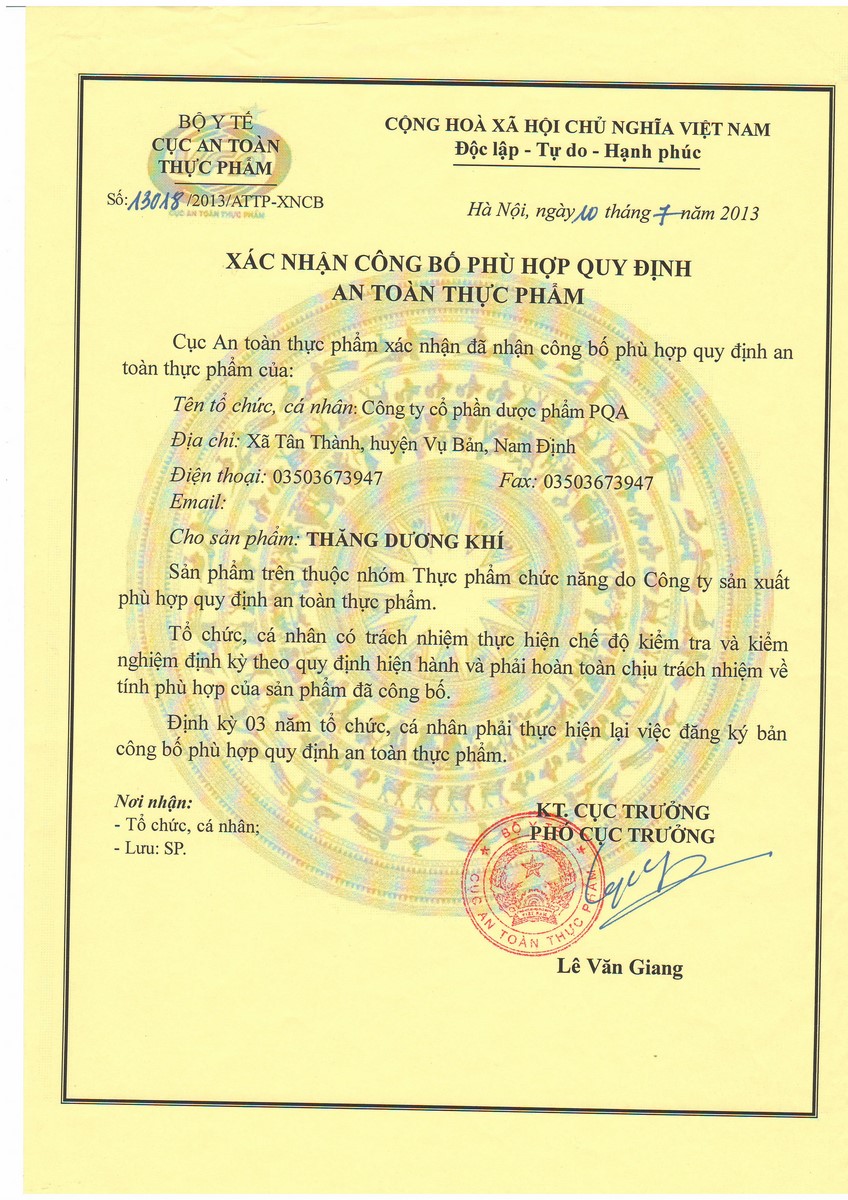 BỘ Y TẾ
CỤC AN TOÀN
THỰC PHẨM
Số: 13018 /2013/ATTP-XNCB
CỤC AN TOÀN THỰC PHẨM
CỘNG HOÀ XÃ HỘI CHỦ NGHĨA VIỆT NAM
Độc lập - Tự do - Hạnh phúc
Hà Nội, ngày 10 tháng 7 năm 2013
XÁC NHẬN CÔNG BỐ PHÙ HỢP QUY ĐỊNH
AN TOÀN THỰC PHẨM
Cục An toàn thực phẩm xác nhận đã nhận công bố phù hợp quy định an
toàn thực phẩm của:
Tên tổ chức, cá nhân: Công ty cổ phần dược phẩm PQA
Địa chỉ: Xã Tân Thành, huyện Vụ Bản, Nam Định
Điện thoại: 03503673947 Fax: 03503673947
Email:
Cho sản phẩm: THĂNG DƯƠNG KHÍ
Sản phẩm trên thuộc nhóm Thực phẩm chức năng do Công ty sản xuất
phù hợp quy định an toàn thực phẩm.
Tổ chức, cá nhân có trách nhiệm thực hiện chế độ kiểm tra và kiểm
nghiệm định kỳ theo quy định hiện hành và phải hoàn toàn chịu trách nhiệm về
tính phù hợp của sản phẩm đã công bố.
Định kỳ 03 năm tổ chức, cá nhân phải thực hiện lại việc đăng ký bản
công bố phù hợp quy định an toàn thực phẩm.
Nơi nhận:
- Tổ chức, cá nhân;
- Lưu: SP.
KT. CỤC TRƯỞNG
PHÓ CỤC TRƯỞNG
BỘ Y TẾ
CỤC AN TOÀN THỰC PHẨM
Lê Văn Giang